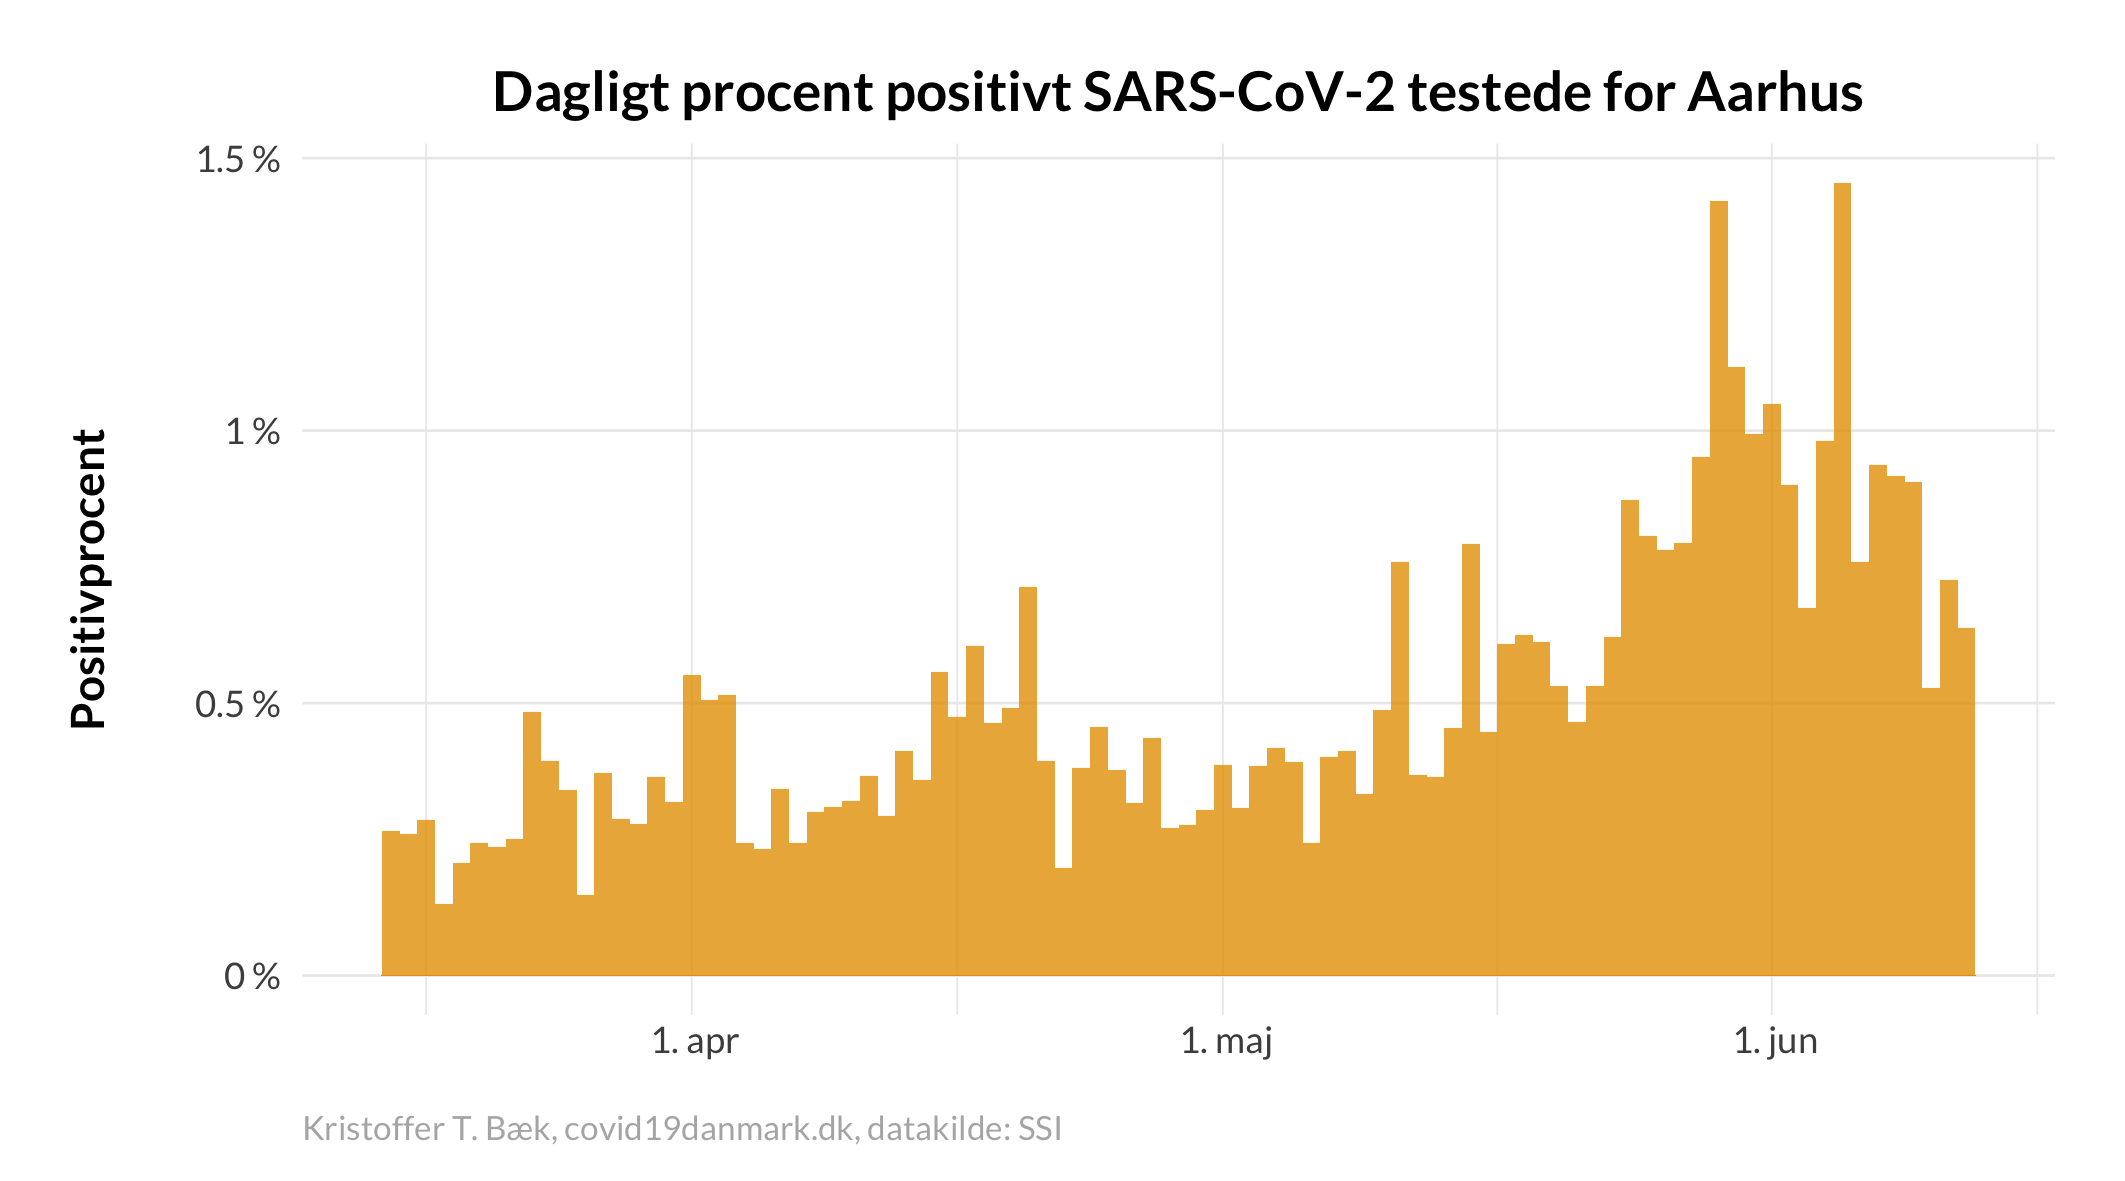 Dagligt procent positivt SARS-CoV-2 testede for Aarhus
1.5 %
1 %
0.5 %
0 %
Positivprocent
1. apr
1. maj
1. jun
Kristoffer T. Bæk, covid19danmark.dk, datakilde: SSI